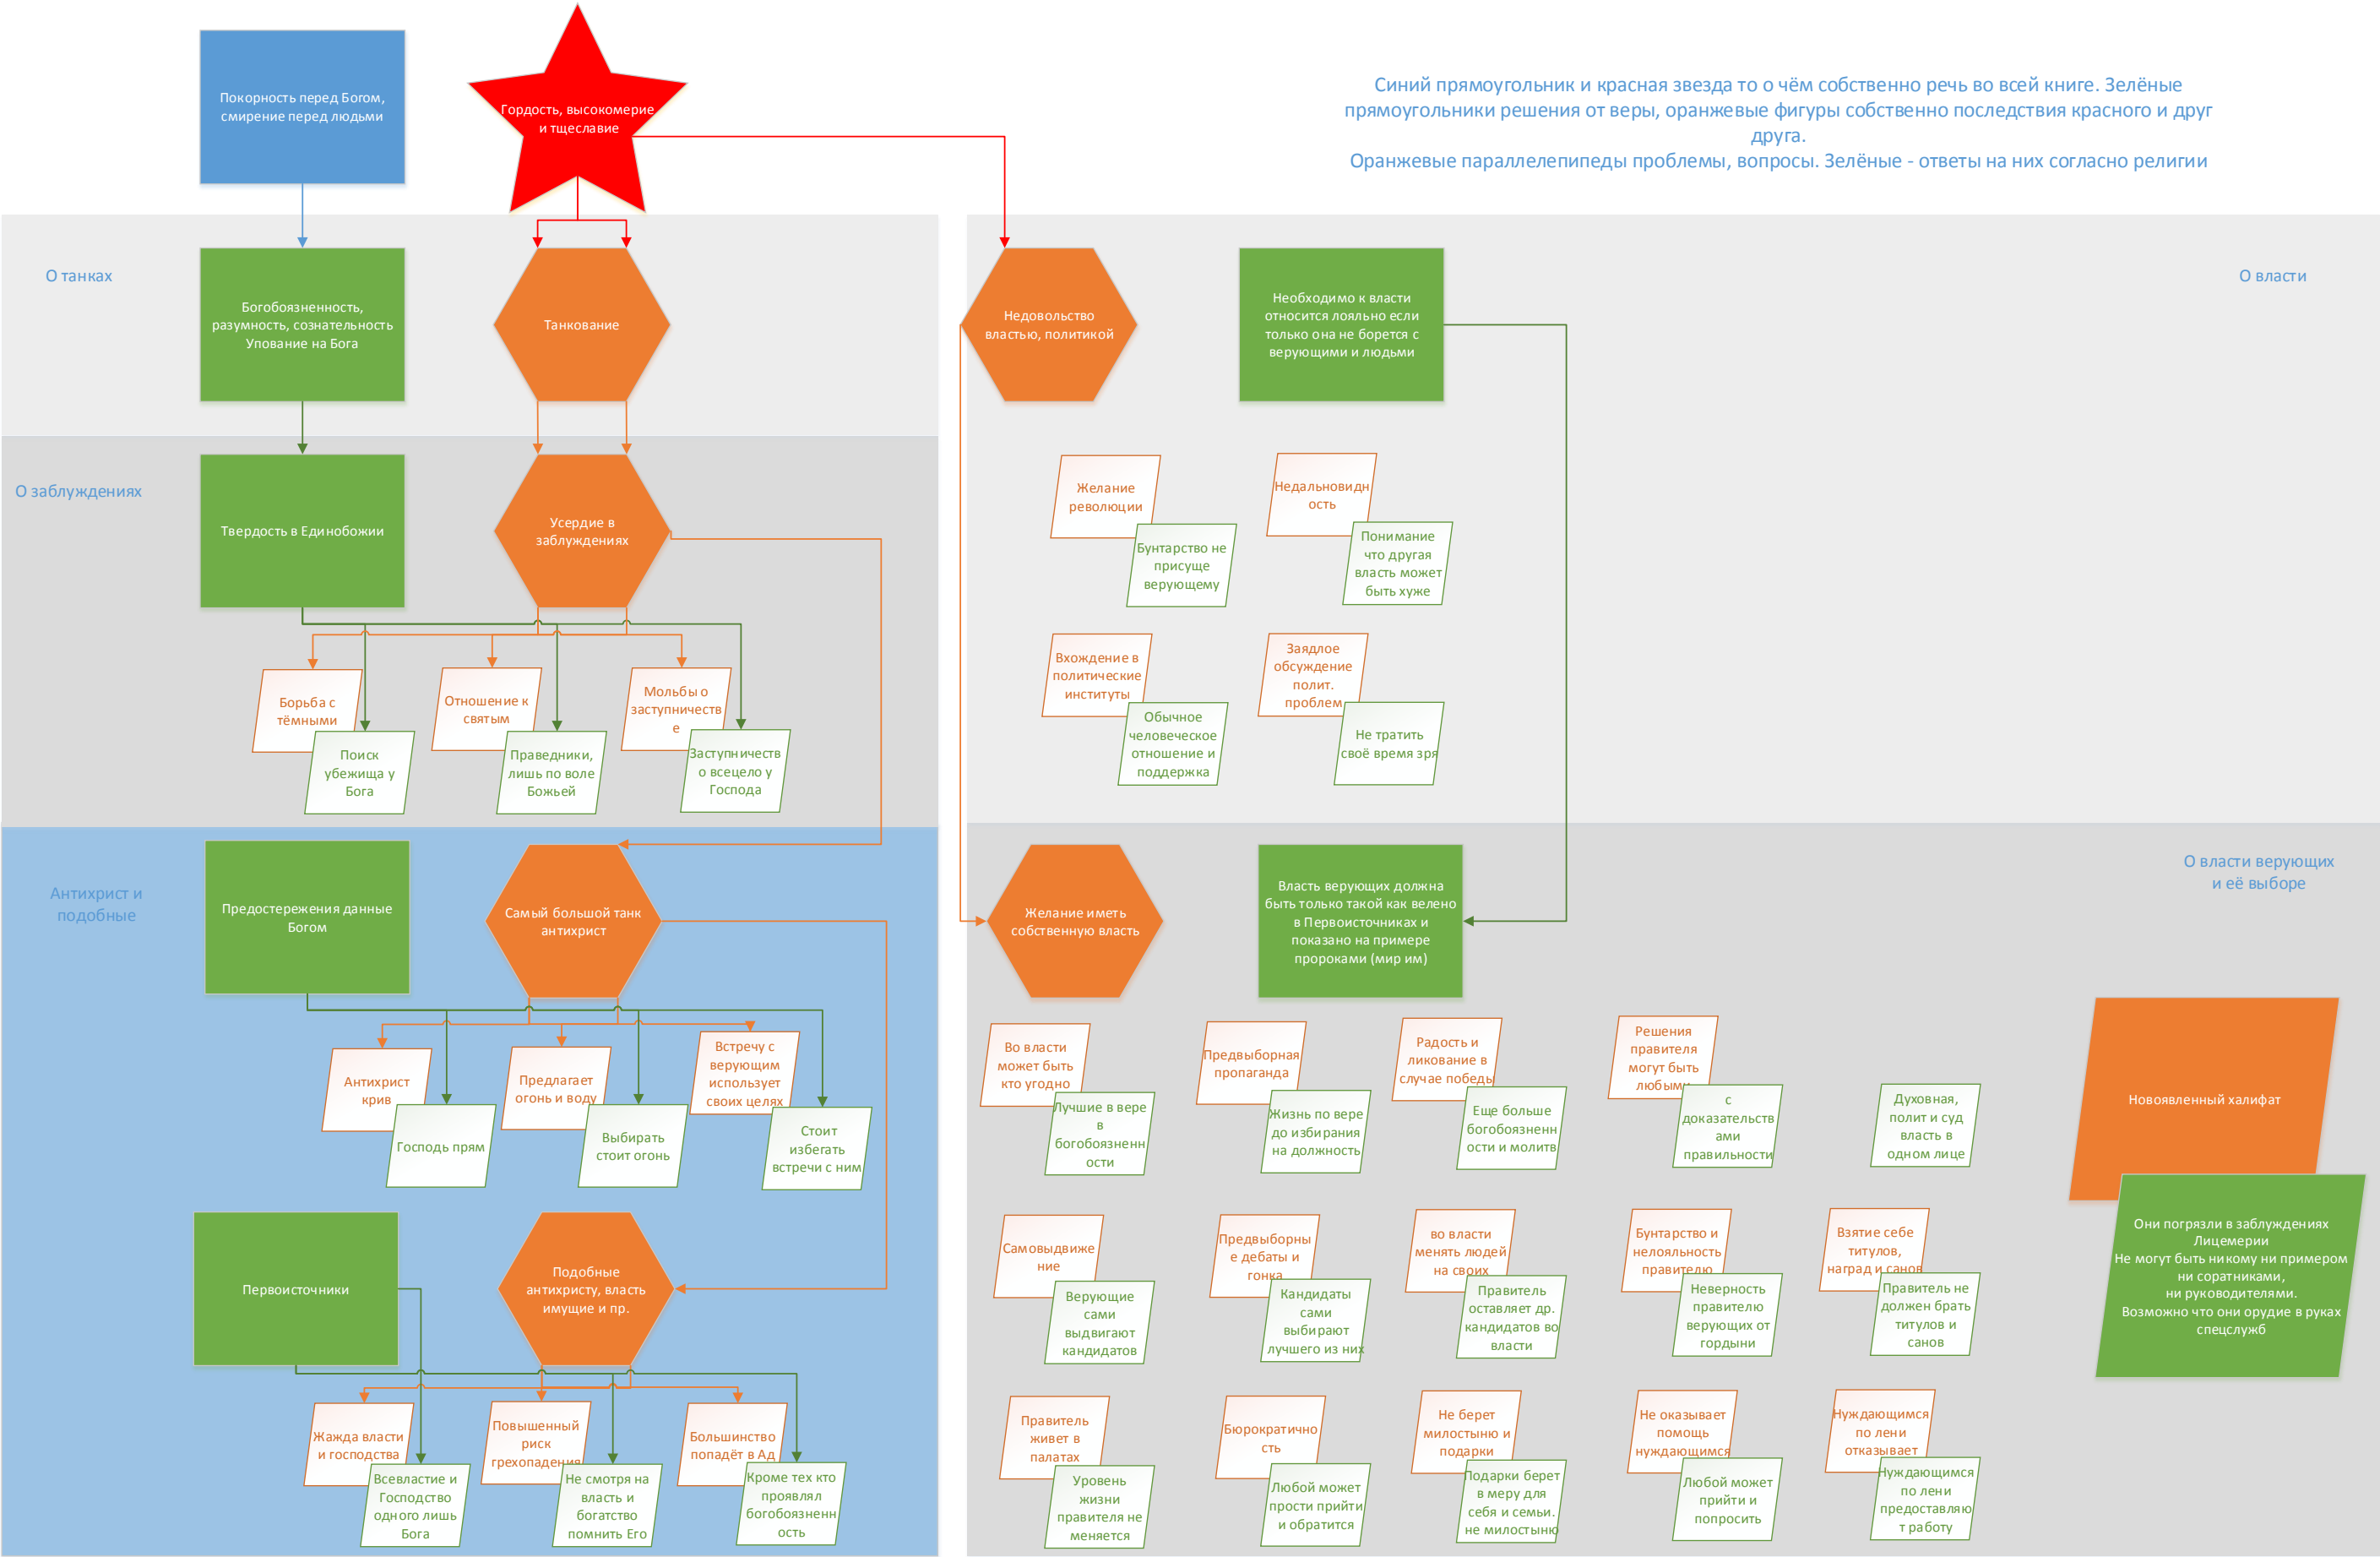 Покорность перед Богом,
смирение перед людьми
Гордость, высокомерие
и тщеславие
Синий прямоугольник и красная звезда то о чём собственно речь во всей книге. Зелёные
прямоугольники решения от веры, оранжевые фигуры собственно последствия красного и друг
друга.
Оранжевые параллелепипеды проблемы, вопросы. Зелёные - ответы на них согласно религии
О танках
Богобоязненность,
разумность, сознательность
Упование на Бога
Танкование
О заблуждениях
Твердость в Единобожии
Усердие в
заблуждениях
Борьба с
тёмными
Поиск
убежища у
Бога
Отношение к
святым
Праведники,
лишь по воле
Божьей
Мольбы о
заступничеств
е
Заступничеств
о всецело у
Господа
Антихрист и
подобные
Предостережения данные
Богом
Самый большой танк
антихрист
Антихрист
крив
Господь прям
Предлагает
огонь и воду
Выбирать
стоит огонь
Встречу с
верующим
использует
своих целях
Стоит
избегать
встречи с ним
Первоисточники
Подобные
антихристу, власть
имущие и пр.
Жажда власти
и господства
Всевластие и
Господство
одного лишь
Бога
Повышенный
риск
грехопадения
Не смотря на
власть и
богатство
помнить Его
Большинство
попадёт в Ад
Кроме тех кто
проявлял
богобоязненн
ость
О власти
Недовольство
властью, политикой
Необходимо к власти
относится лояльно если
только она не борется с
верующими и людьми
Желание
революции
Бунтарство не
присуще
верующему
Недальновидн
ость
Понимание
что другая
власть может
быть хуже
Вхождение в
политические
институты
Обычное
человеческое
отношение и
поддержка
Заядлое
обсуждение
полит.
проблем
Не тратить
своё время зря
О власти верующих
и её выборе
Желание иметь
собственную власть
Власть верующих должна
быть только такой как велено
в Первоисточниках и
показано на примере
пророками (мир им)
Во власти
может быть
кто угодно
Лучшие в вере
в
богобоязненн
ости
Предвыборная
пропаганда
Жизнь по вере
до избирания
на должность
Радость и
ликование в
случае победы
Еще больше
богобоязненн
ости и молитв
Решения
правителя
могут быть
любыми
с
доказательств
ами
правильности
Духовная,
полит и суд
власть в
одном лице
Новоявленный халифат
Они погрязли в заблуждениях
Лицемерии
Не могут быть никому ни примером
ни соратниками,
ни руководителями.
Возможно что они орудие в руках
спецслужб
Самовыдвиже
ние
Верующие
сами
выдвигают
кандидатов
Предвыборны
е дебаты и
гонка
Кандидаты
сами
выбирают
лучшего из них
во власти
менять людей
на своих
Правитель
оставляет др.
кандидатов во
власти
Бунтарство и
нелояльность
правителю
Неверность
правителю
верующих от
гордыни
Взятие себе
титулов,
наград и санов
Правитель не
должен брать
титулов и
санов
Правитель
живет в
палатах
Уровень
жизни
правителя не
меняется
Бюрократично
сть
Любой может
прости прийти
и обратится
Не берет
милостыню и
подарки
Подарки берет
в меру для
себя и семьи.
не милостыню
Не оказывает
помощь
нуждающимся
Любой может
прийти и
попросить
Нуждающимся
по лени
отказывает
Нуждающимся
по лени
предоставляю
т работу